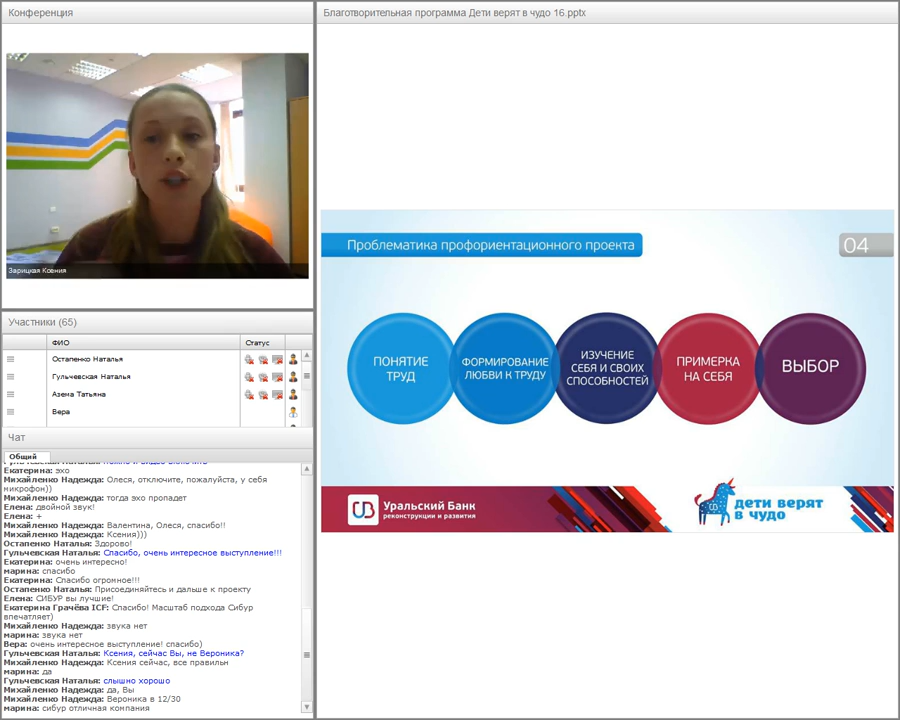 Конференция
Зарицкая Ксения
Участники (65)
ФИО Статус
Остапенко Наталья
Гульчевская Наталья
Азема Татьяна
Вера
Чат
Общий
Екатерина: эхо
Михайленко Надежда: Олеся, отключите, пожалуйста, у себя
микрофон))
Михайленко Надежда: тогда эхо пропадет
Елена: двойной звук!
Елена: +
Михайленко Надежда: Валентина, Олеся, спасибо!!
Михайленко Надежда: Ксения)))
Остапенко Наталья: Здорово!
Гульчевская Наталья: Спасибо, очень интересное выступление!!!
Екатерина: очень интересно!
марина: спасибо
Екатерина: Спасибо огромное!!!
Остапенко Наталья: Присоединяйтесь и дальше к проекту
Елена: СИБУР вы лучшие!
Екатерина Грачёва ICF: Спасибо! Масштаб подхода Сибур
впечатляет)
Михайленко Надежда: звука нет
марина: звука нет
Вера: очень интересное выступление! спасибо)
Гульчевская Наталья: Ксения, сейчас Вы, не Вероника?
Михайленко Надежда: Ксения сейчас, все правильн
марина: да
Гульчевская Наталья: слышно хорошо
Михайленко Надежда: да, Вы
Михайленко Надежда: Вероника в 12/30
марина: сибур отличная компания
Благотворительная программа Дети верят в чудо 16.pptx
Проблематика профориентационного проекта
04
ПОНЯТИЕ
ТРУД
ФОРМИРОВАНИЕ
ЛЮБВИ К ТРУДУ
ИЗУЧЕНИЕ
СЕБЯ И СВОИХ
СПОСОБНОСТЕЙ
ПРИМЕРКА
НА СЕБЯ
ВЫБОР
Уральский Банк
реконструкции и развития
дети верят
в чудо